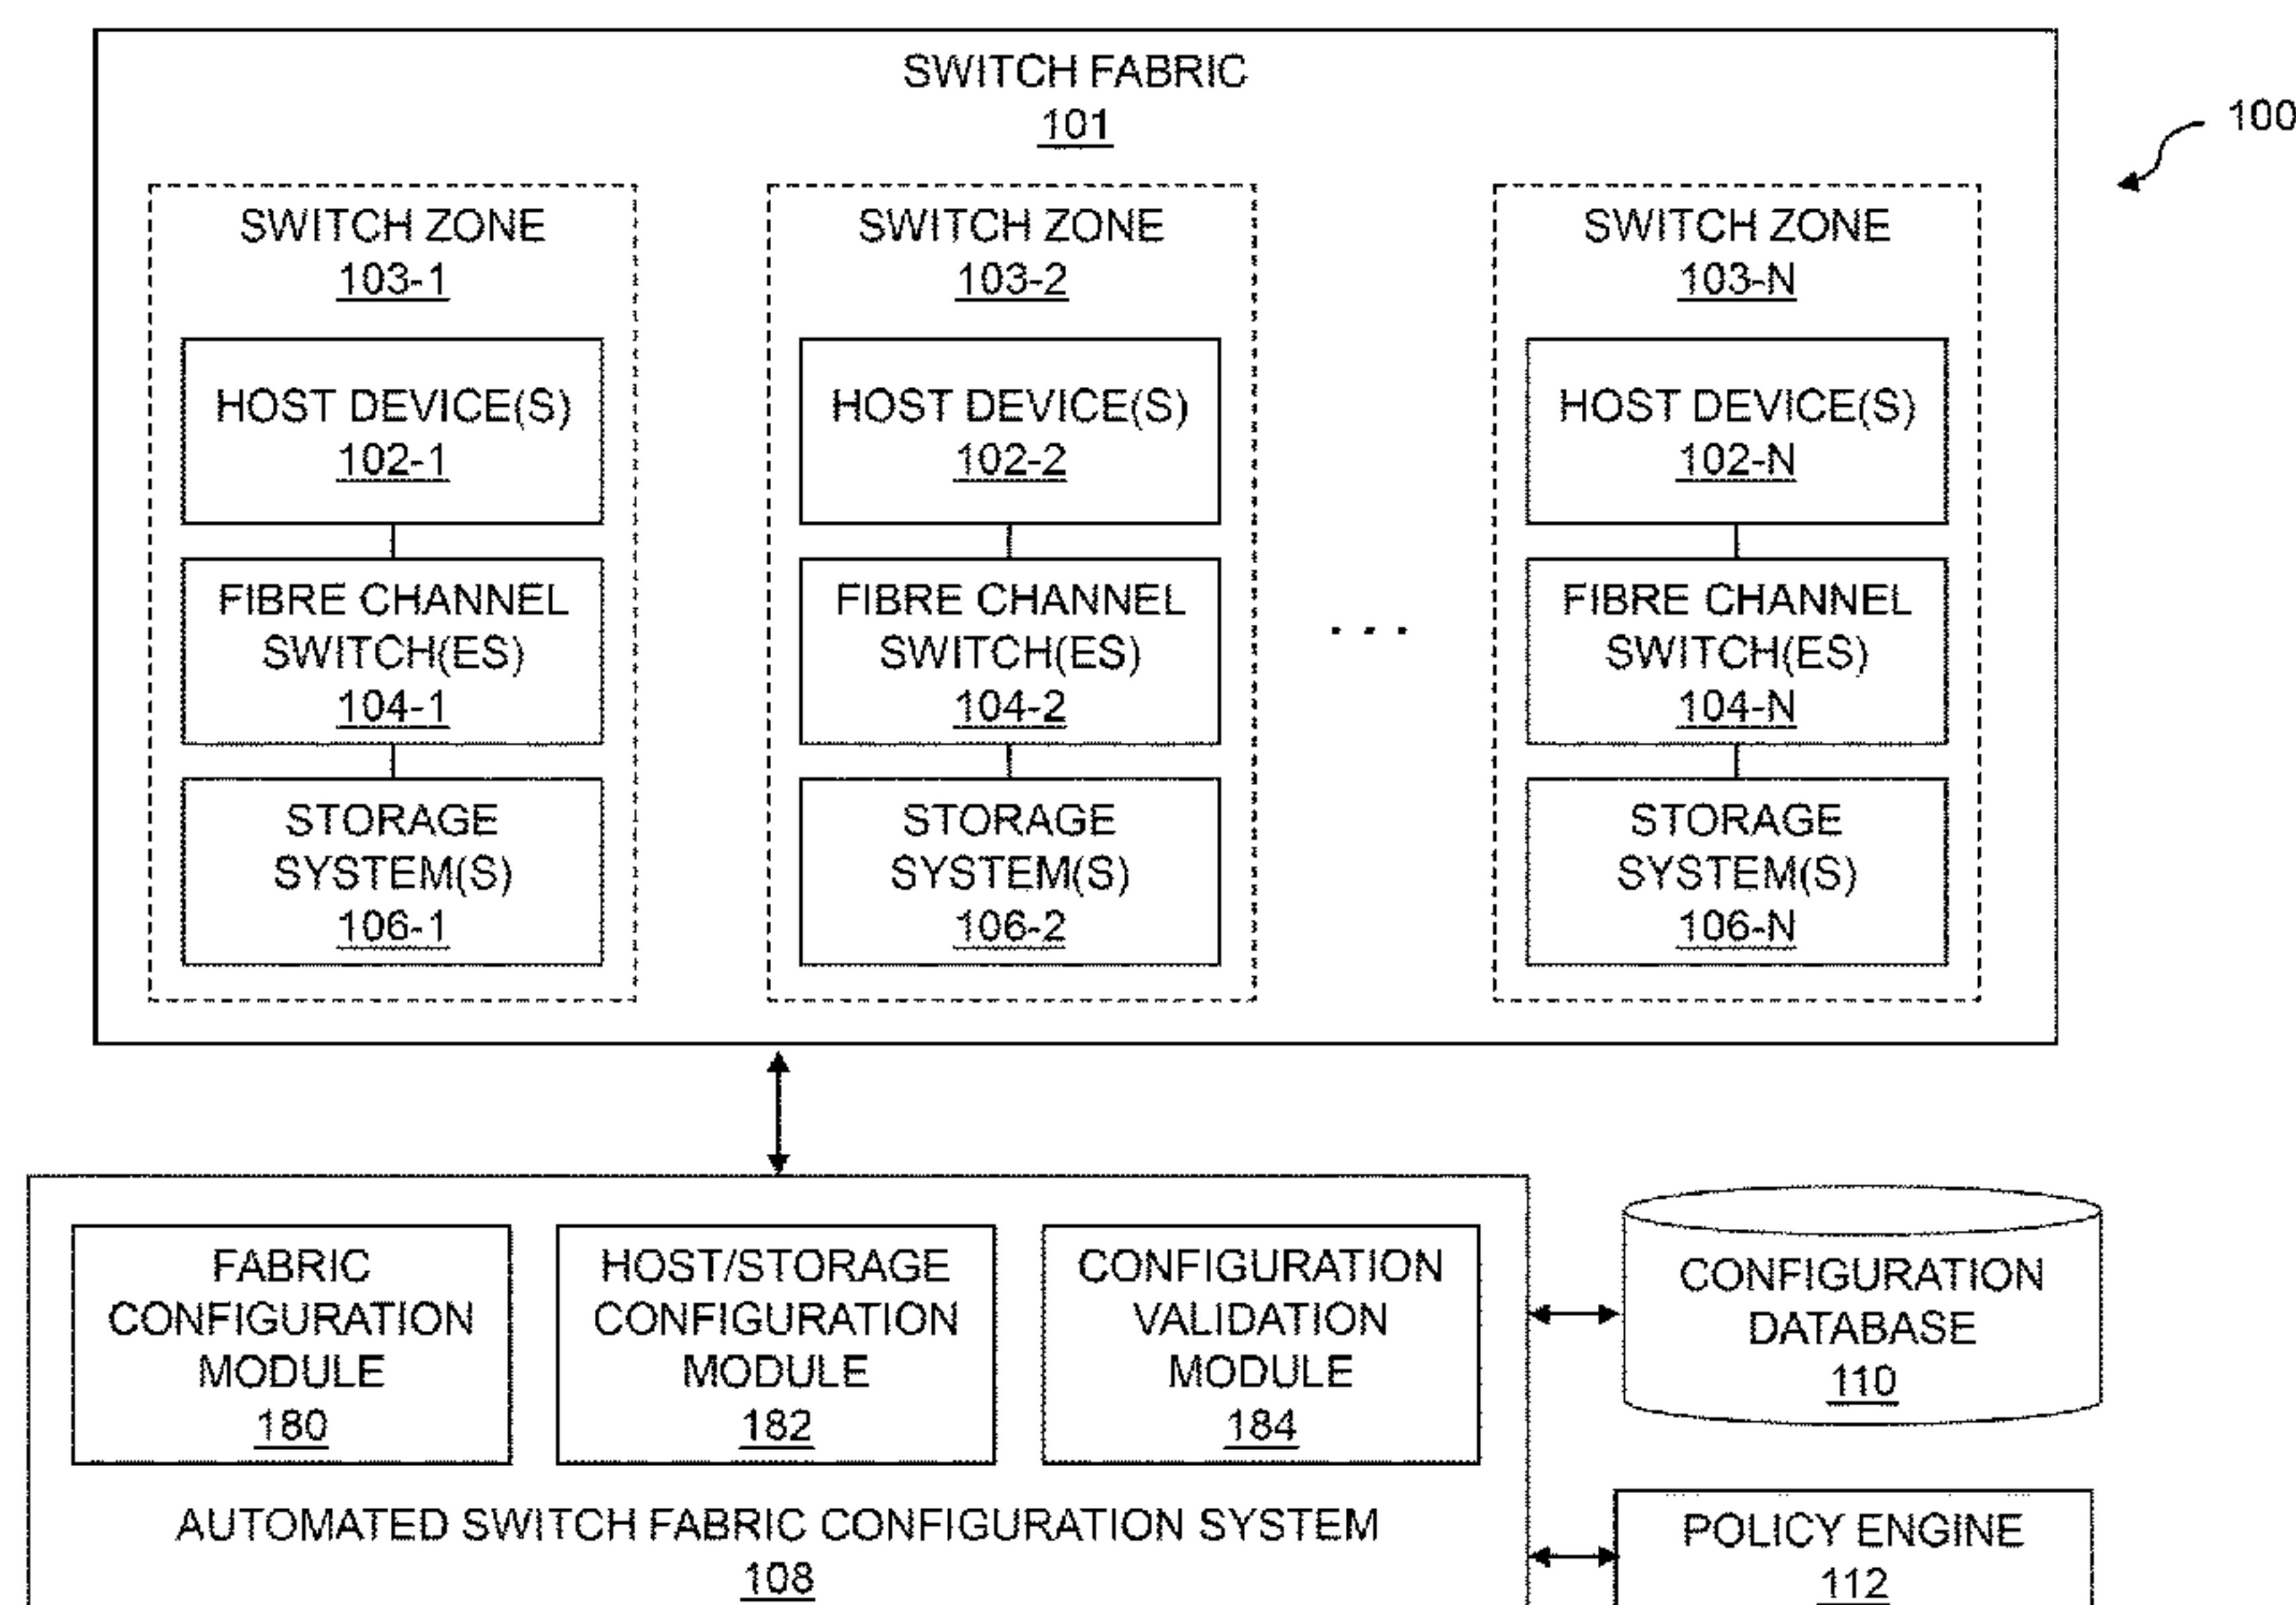 SWITCH FABRIC
101
100
SWITCH ZONE
103-1
HOST DEVICE(S)
102-1
FIBRE CHANNEL
SWITCH(ES)
104-1
STORAGE
SYSTEM(S)
106-1
SWITCH ZONE
103-2
HOST DEVICE(S)
102-2
FIBRE CHANNEL
SWITCH(ES)
104-2
STORAGE
SYSTEM(S)
106-2
. . .
SWITCH ZONE
103-N
HOST DEVICE(S)
102-N
FIBRE CHANNEL
SWITCH(ES)
104-N
STORAGE
SYSTEM(S)
106-N
FABRIC
CONFIGURATION
MODULE
180
HOST/STORAGE
CONFIGURATION
MODULE
182
CONFIGURATION
VALIDATION
MODULE
184
AUTOMATED SWITCH FABRIC CONFIGURATION SYSTEM
108
CONFIGURATION
DATABASE
110
POLICY ENGINE
112